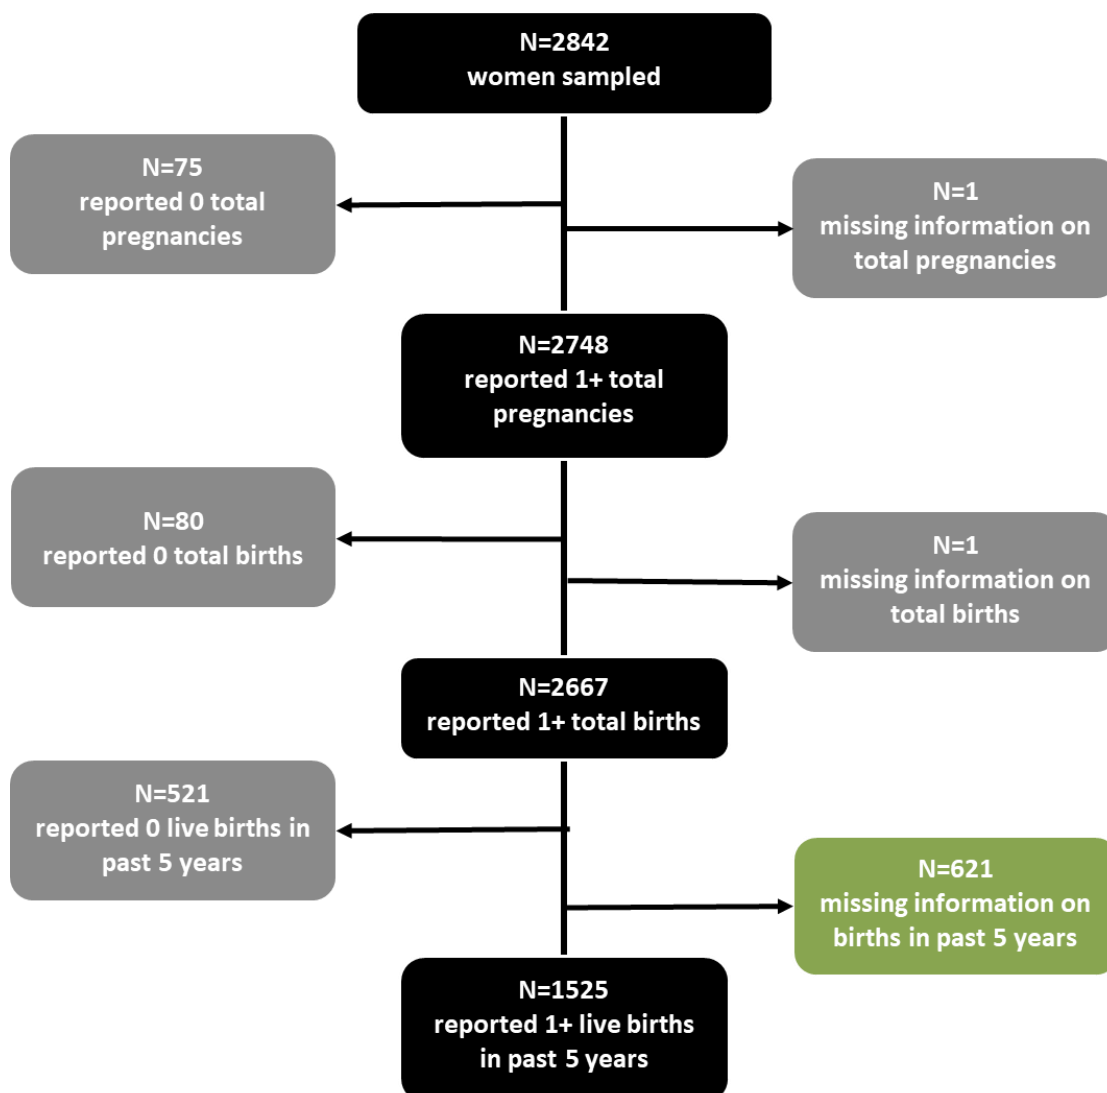 N=2842
women sampled
N=75
reported 0 total
pregnancies
N=1
missing information on
total pregnancies
N=2748
reported 1+ total
pregnancies
N=80
reported 0 total births
N=1
missing information on
total births
N=2667
reported 1+ total births
N=521
reported 0 live births in
past 5 years
N=621
missing information on
births in past 5 years
N=1525
reported 1+ live births
in past 5 years